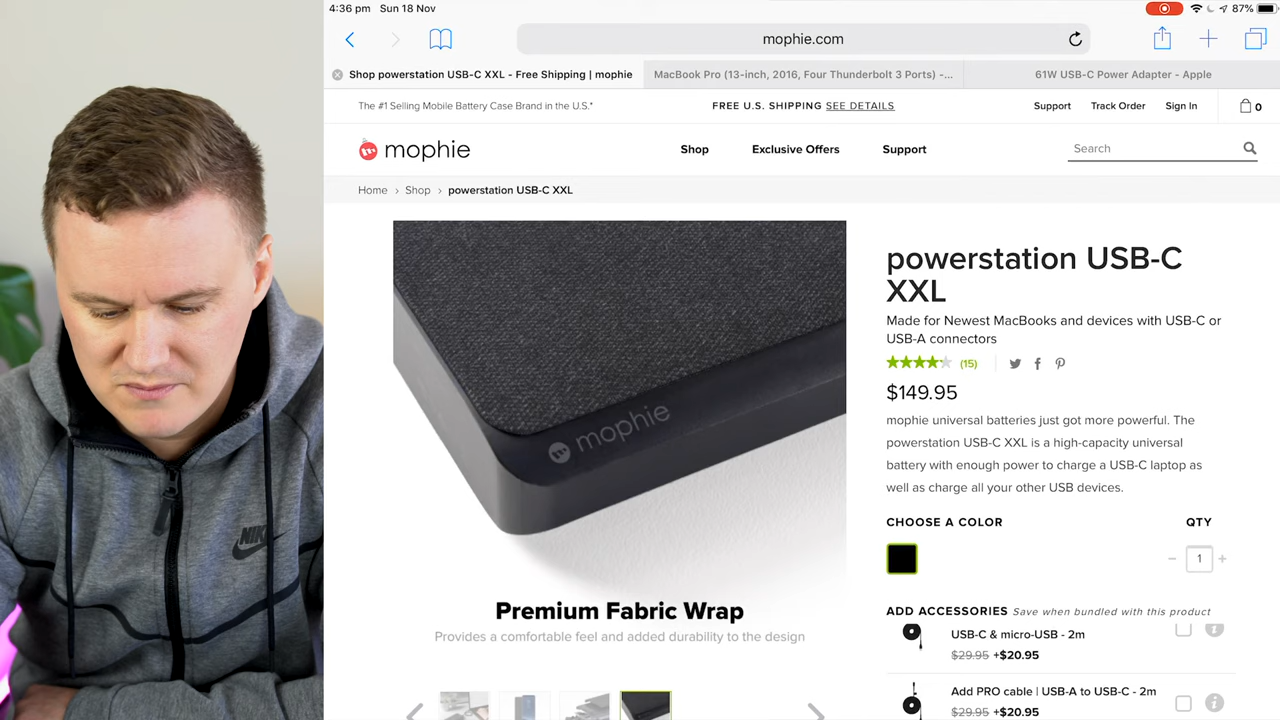 4:36 pm Sun 18 Nov
87%
mophie.com
Shop powerstation USB-C XXL - Free Shipping | mophie
MacBook Pro (13-inch, 2016, Four Thunderbolt 3 Ports) -...
61W USB-C Power Adapter - Apple
The #1 Selling Mobile Battery Case Brand in the U.S.*
FREE U.S. SHIPPING SEE DETAILS
Support Track Order Sign In 0
mophie
Shop Exclusive Offers Support
Search
Home > Shop > powerstation USB-C XXL
mophie
Premium Fabric Wrap
Provides a comfortable feel and added durability to the design
powerstation USB-C
XXL
Made for Newest MacBooks and devices with USB-C or
USB-A connectors
(15)
$149.95
mophie universal batteries just got more powerful. The
powerstation USB-C XXL is a high-capacity universal
battery with enough power to charge a USB-C laptop as
well as charge all your other USB devices.
CHOOSE A COLOR QTY
− 1 +
ADD ACCESSORIES Save when bundled with this product
USB-C & micro-USB - 2m
$29.95 +$20.95
Add PRO cable | USB-A to USB-C - 2m
$29.95 +$20.95
NIKE